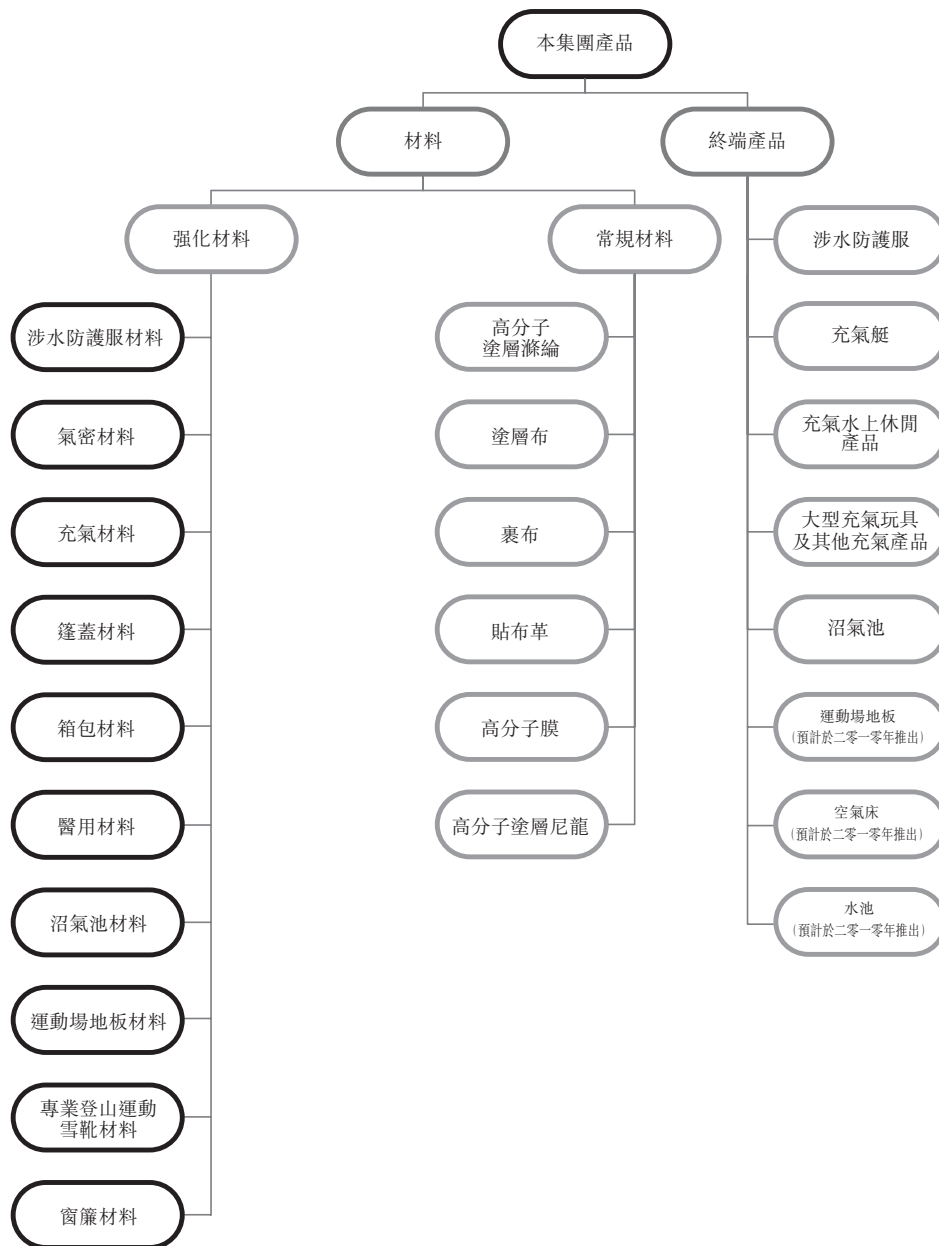 本集團產品
材料
終端產品
强化材料
常規材料
涉水防護服材料
氣密材料
充氣材料
篷蓋材料
箱包材料
醫用材料
沼氣池材料
運動場地板材料
專業登山運動
雪靴材料
窗簾材料
高分子
塗層滌綸
塗層布
裹布
貼布革
高分子膜
高分子塗層尼龍
涉水防護服
充氣艇
充氣水上休閒
產品
大型充氣玩具
及其他充氣產品
沼氣池
運動場地板
(預計於二零一零年推出)
空氣床
(預計於二零一零年推出)
水池
(預計於二零一零年推出)